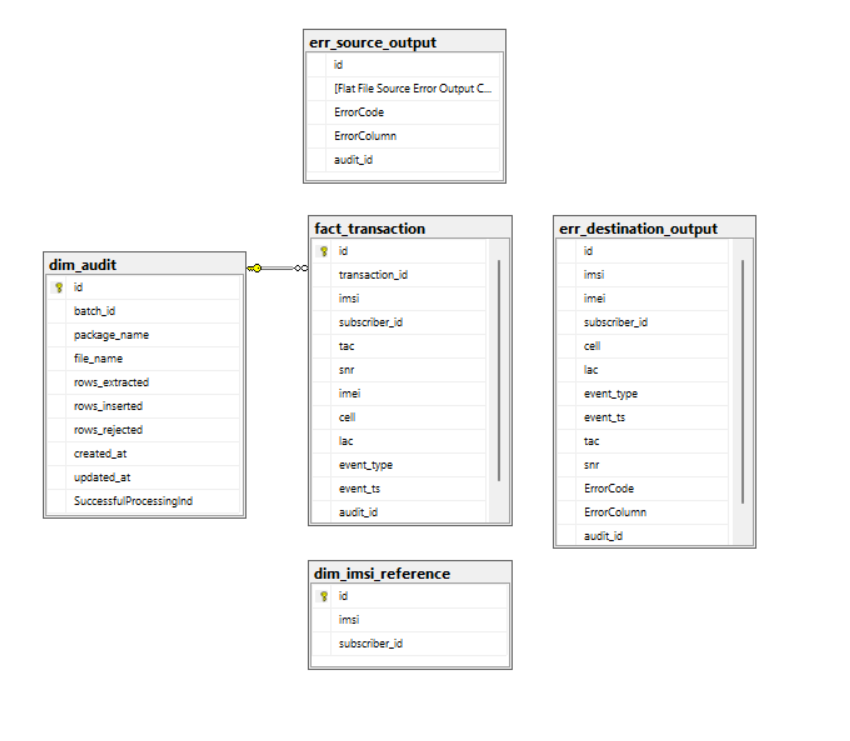 err_source_output
id
[Flat File Source Error Output C...
ErrorCode
ErrorColumn
audit_id
dim_audit
id
batch_id
package_name
file_name
rows_extracted
rows_inserted
rows_rejected
created_at
updated_at
SuccessfulProcessingInd
fact_transaction
id
transaction_id
imsi
subscriber_id
tac
snr
imei
cell
lac
event_type
event_ts
audit_id
err_destination_output
id
imsi
imei
subscriber_id
cell
lac
event_type
event_ts
tac
snr
ErrorCode
ErrorColumn
audit_id
dim_imsi_reference
id
imsi
subscriber_id